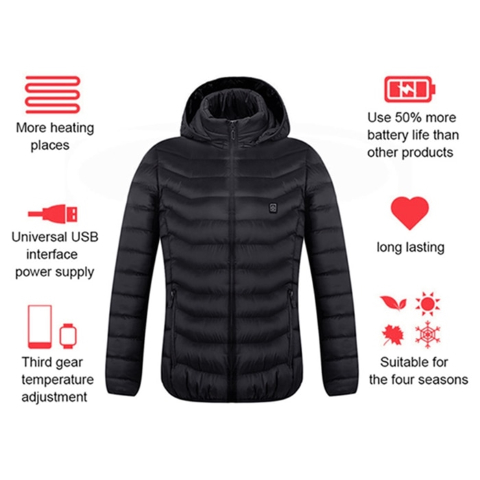 More heating
places
Universal USB
interface
power supply
Third gear
temperature
adjustment
Use 50% more
battery life than
other products
long lasting
Suitable for
the four seasons